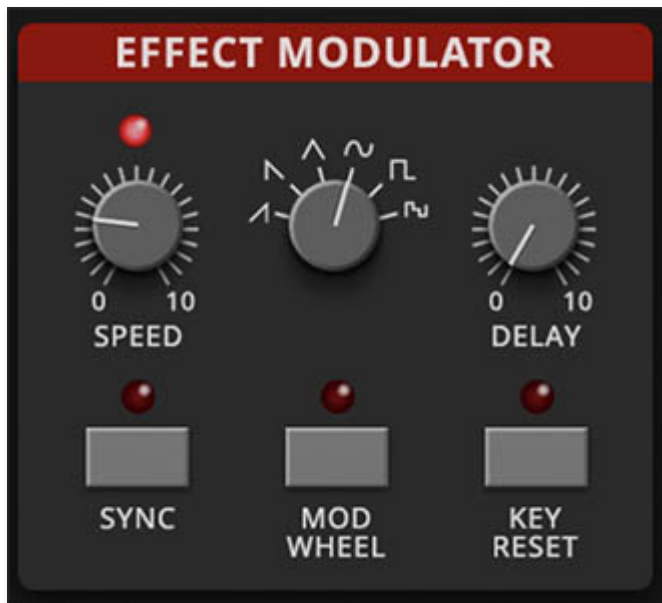 EFFECT MODULATOR
0 10
0 10
SPEED
DELAY
SYNC
MOD
WHEEL
KEY
RESET